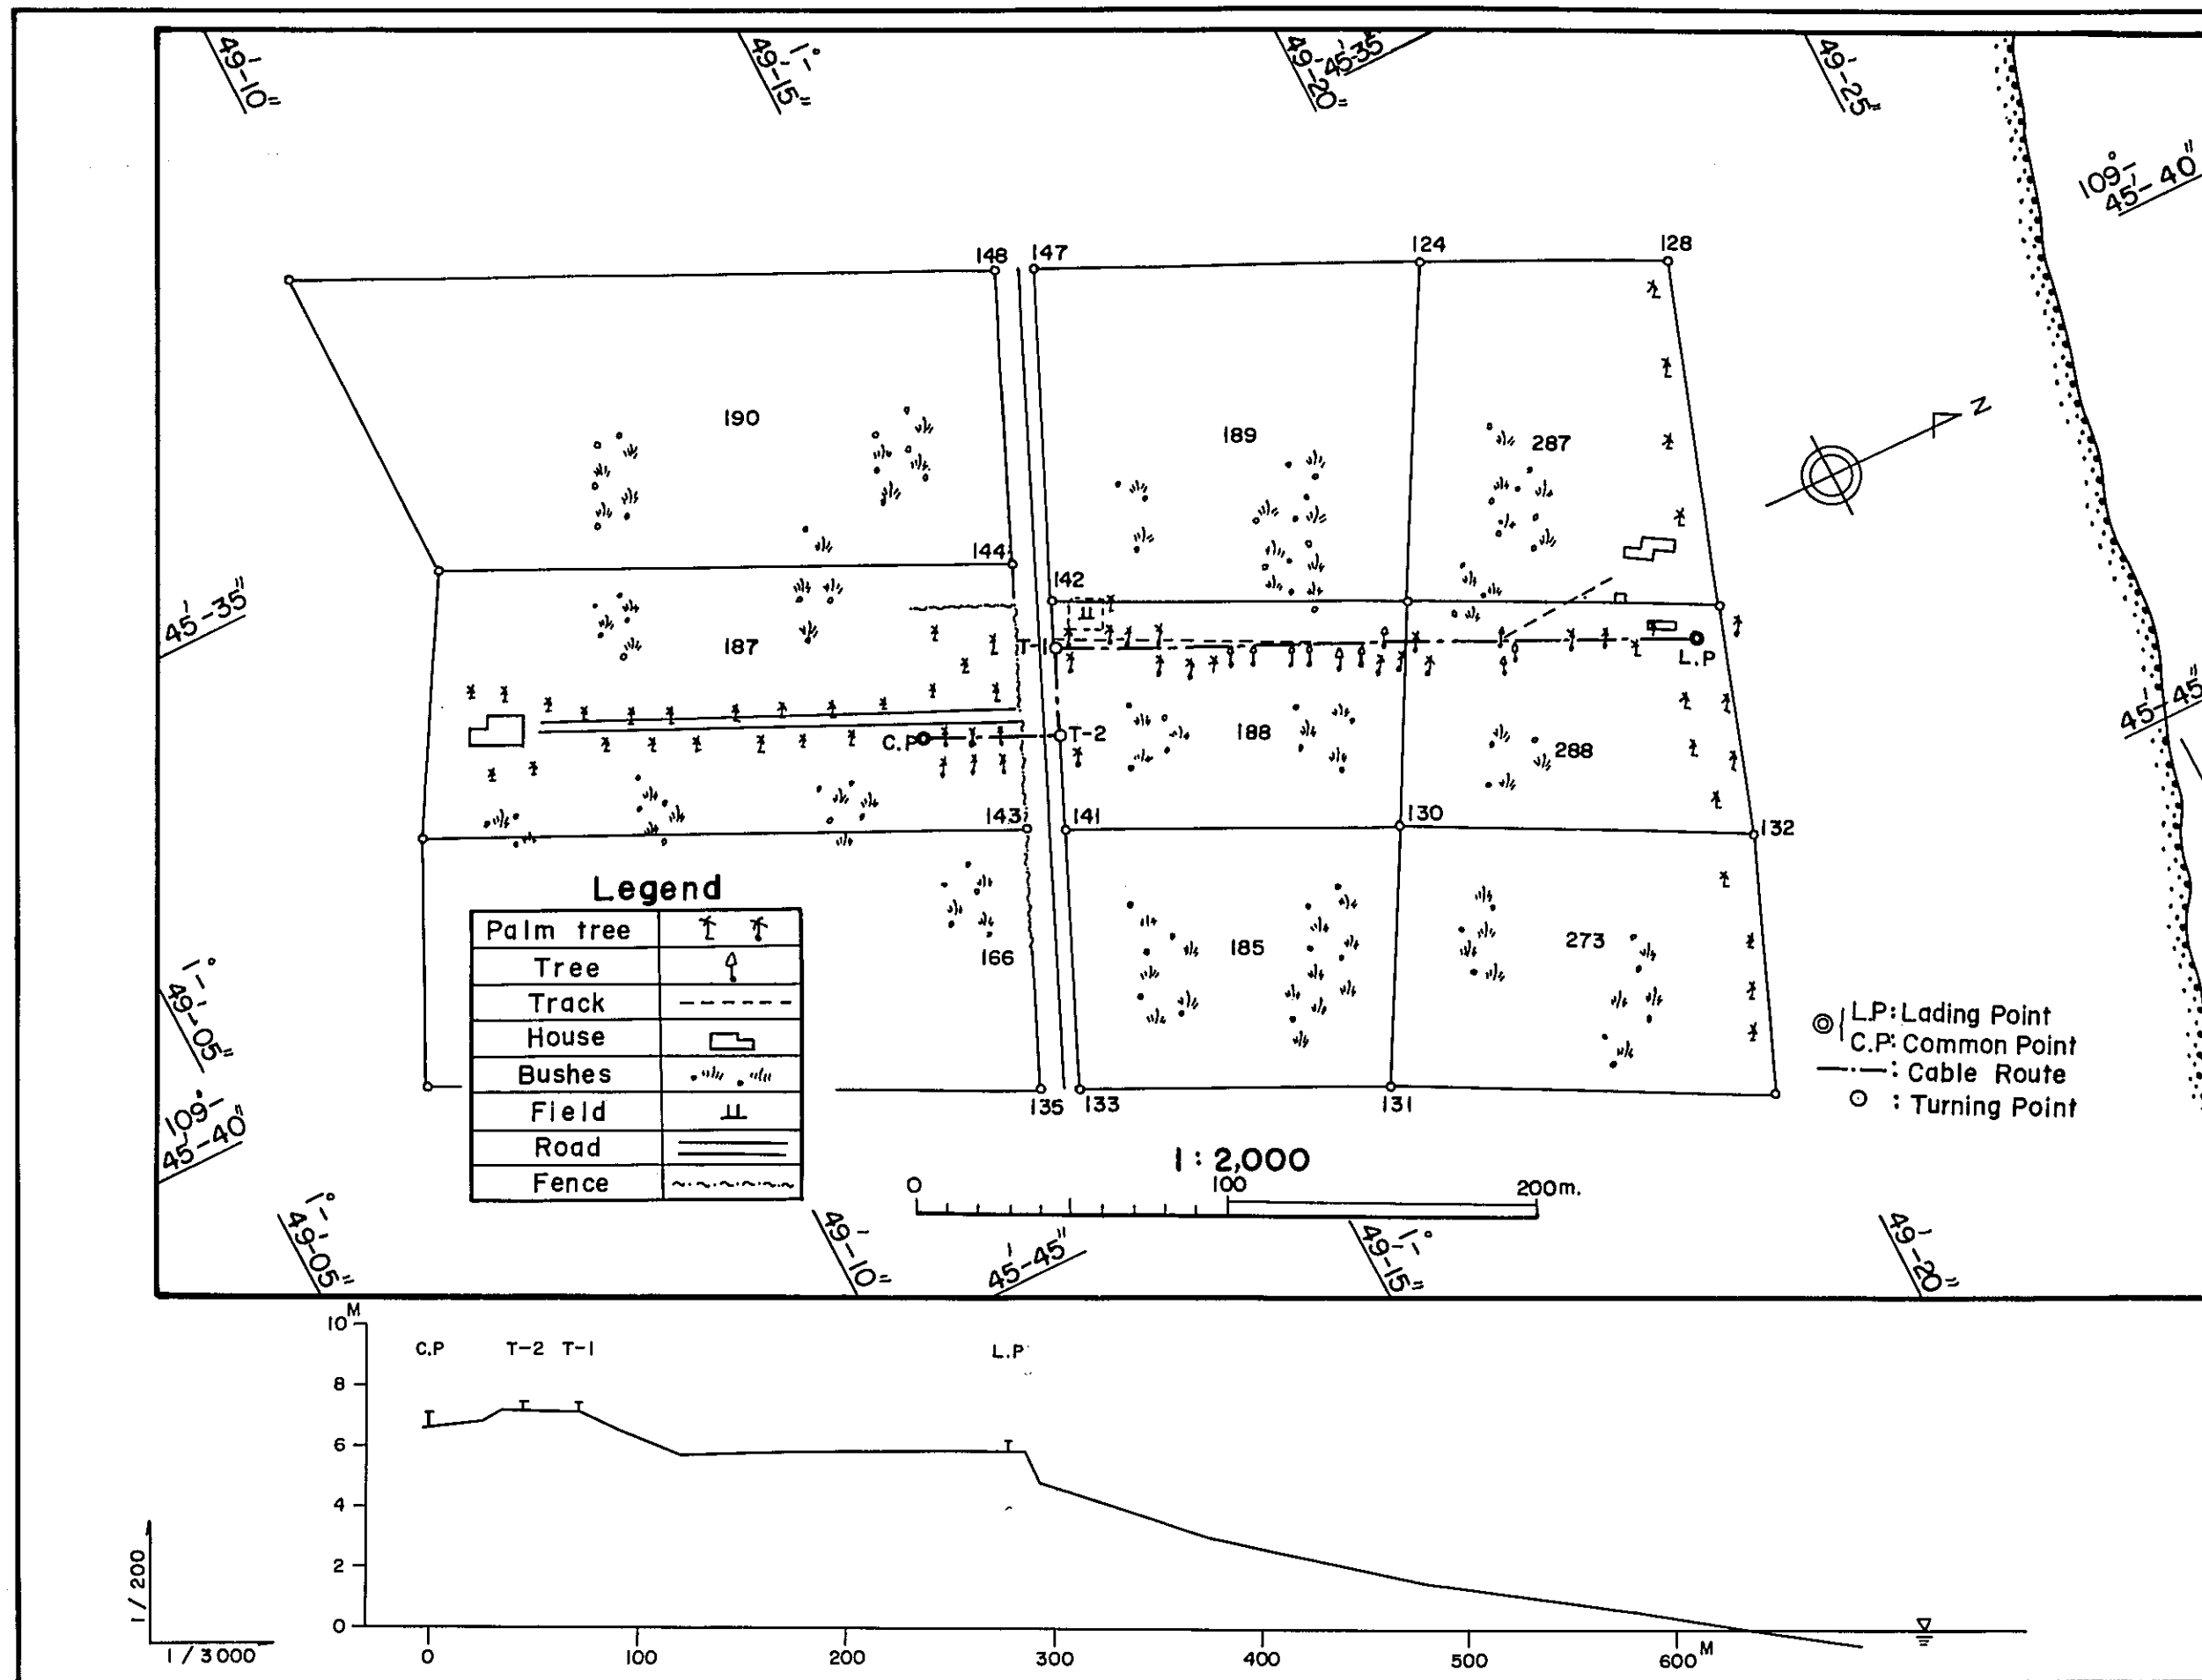 49'-10"
1°-
49'-15"
49'-20"
45'-35"
49'-25"
109°-
45'-40"
148
147
124
128
190
189
287
144
142
45'-35"
187
T-1
L.P
N
C.P
T-2
188
288
45'-45"
143
141
130
132
Legend
Palm tree
Tree
Track
House
Bushes
Field
Road
Fence
166
185
273
1°-
49'-05"
109°-
45'-40"
L.P: Lading Point
C.P: Common Point
: Cable Route
: Turning Point
135
133
131
1 : 2,000
0 100 200m.
1°-
49'-05"
49'-10"
45'-45"
1°-
49'-15"
49'-20"
M
10
8
6
4
2
0
C.P T-2 T-1 L.P
1/200
1/3000
0 100 200 300 400 500 600 M